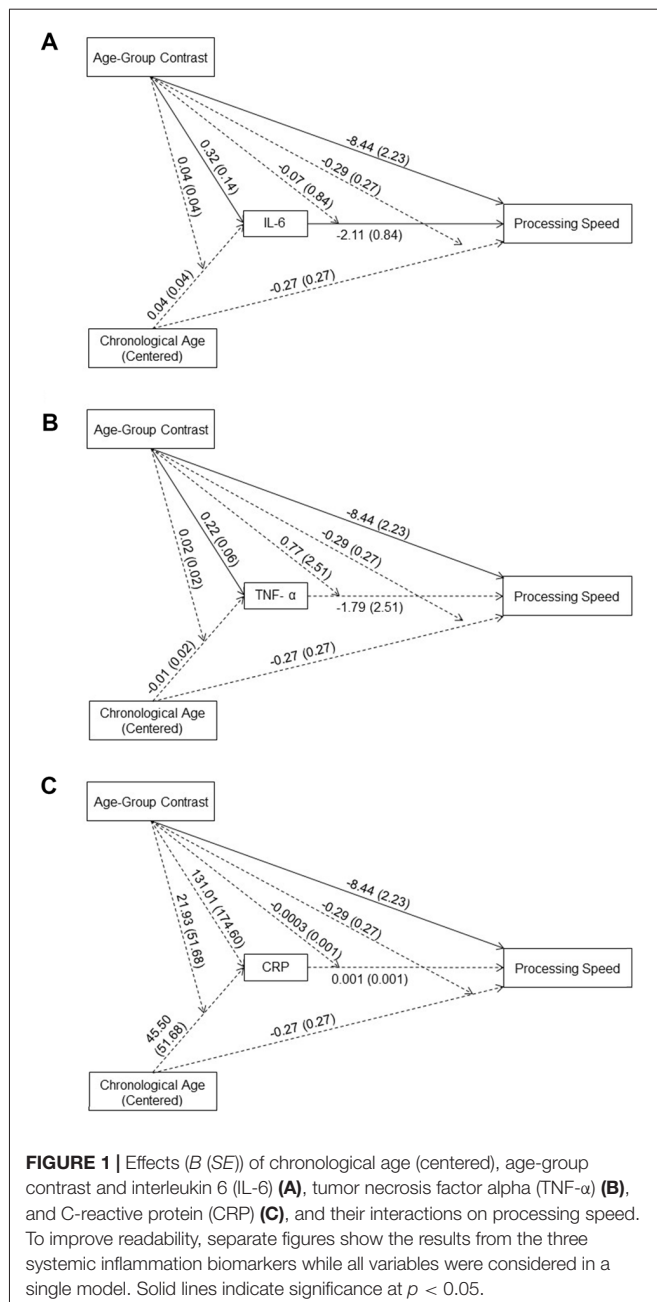 A
Age-Group Contrast
-8.44 (2.23)
-0.29 (0.27)
-0.07 (0.84)
0.32 (0.14)
0.04 (0.04)
IL-6
-2.11 (0.84)
Processing Speed
0.04 (0.04)
-0.27 (0.27)
Chronological Age
(Centered)
B
Age-Group Contrast
-8.44 (2.23)
-0.29 (0.27)
0.77 (2.51)
0.22 (0.06)
0.02 (0.02)
TNF- α
-1.79 (2.51)
Processing Speed
-0.01 (0.02)
-0.27 (0.27)
Chronological Age
(Centered)
C
Age-Group Contrast
-8.44 (2.23)
-0.29 (0.27)
-0.0003 (0.001)
131.01 (174.60)
21.93 (51.68)
CRP
0.001 (0.001)
Processing Speed
45.50
(51.68)
-0.27 (0.27)
Chronological Age
(Centered)
FIGURE 1 | Effects (B (SE)) of chronological age (centered), age-group
contrast and interleukin 6 (IL-6) (A), tumor necrosis factor alpha (TNF-α) (B),
and C-reactive protein (CRP) (C), and their interactions on processing speed.
To improve readability, separate figures show the results from the three
systemic inflammation biomarkers while all variables were considered in a
single model. Solid lines indicate significance at p < 0.05.